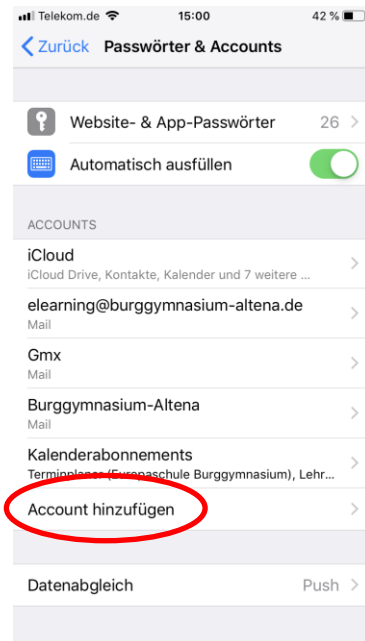 Telekom.de 15:00 42 %
Zurück Passwörter & Accounts
Website- & App-Passwörter 26
Automatisch ausfüllen
ACCOUNTS
iCloud
iCloud Drive, Kontakte, Kalender und 7 weitere ...
elearning@burggymnasium-altena.de
Mail
Gmx
Mail
Burggymnasium-Altena
Mail
Kalenderabonnements
Terminplaner (Europaschule Burggymnasium), Lehr...
Account hinzufügen
Datenabgleich Push